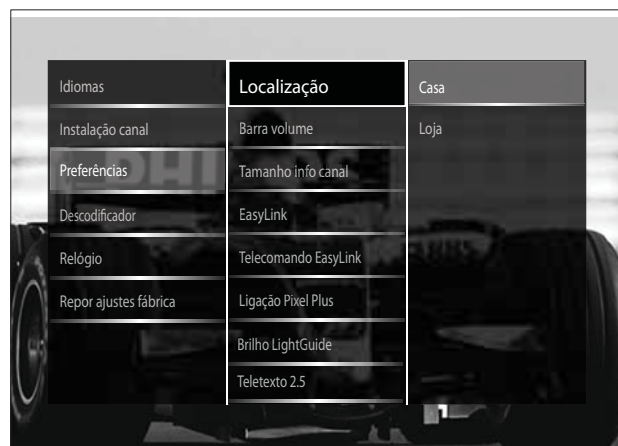 Idiomas
Instalação canal
Preferências
Descodificador
Relógio
Repor ajustes fábrica
Localização
Barra volume
Tamanho info canal
EasyLink
Telecomando EasyLink
Ligação Pixel Plus
Brilho LightGuide
Teletexto 2.5
Casa
Loja